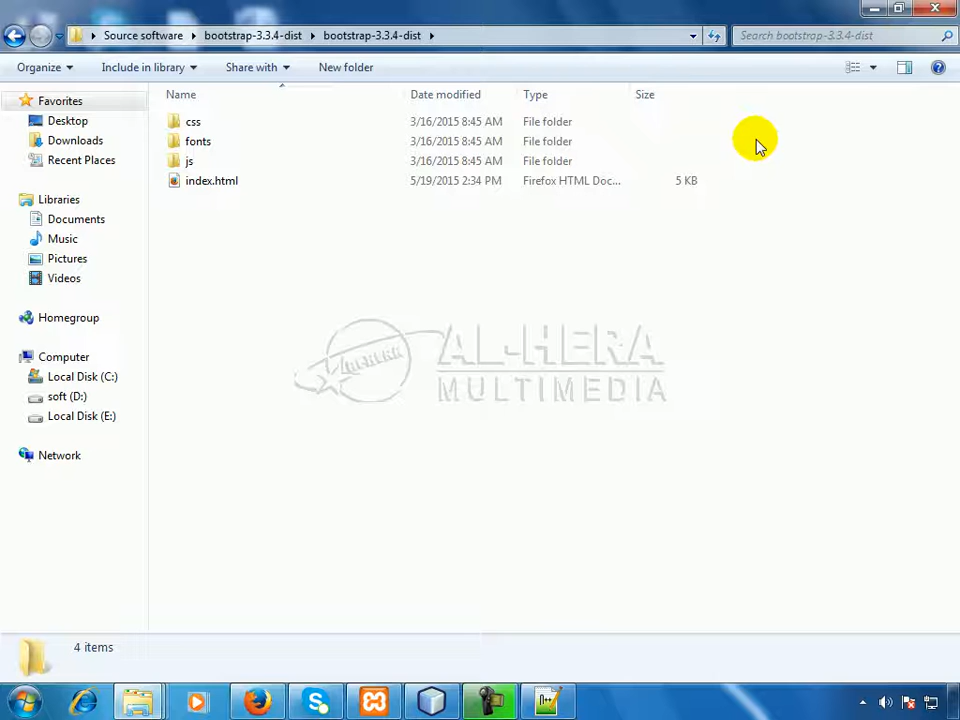 Source software bootstrap-3.3.4-dist bootstrap-3.3.4-dist
Search bootstrap-3.3.4-dist
Organize Include in library Share with New folder
Name Date modified Type Size
css 3/16/2015 8:45 AM File folder
fonts 3/16/2015 8:45 AM File folder
js 3/16/2015 8:45 AM File folder
index.html 5/19/2015 2:34 PM Firefox HTML Doc... 5 KB
Favorites
Desktop
Downloads
Recent Places
Libraries
Documents
Music
Pictures
Videos
Homegroup
Computer
Local Disk (C:)
soft (D:)
Local Disk (E:)
Network
AL-HERA
MULTIMEDIA
4 items